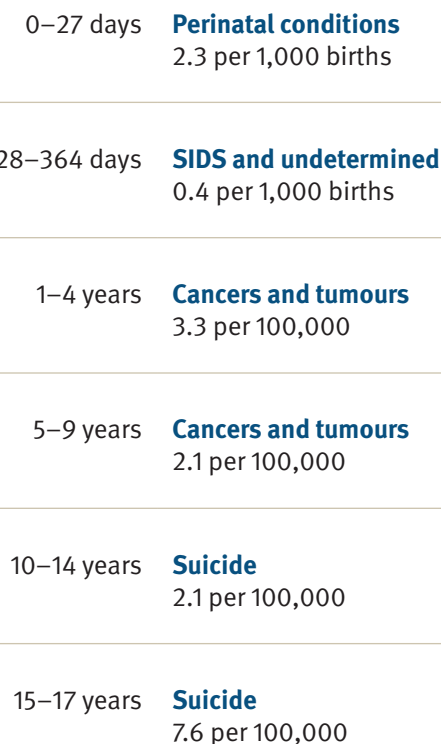 0–27 days Perinatal conditions
2.3 per 1,000 births
28–364 days SIDS and undetermined
0.4 per 1,000 births
1–4 years Cancers and tumours
3.3 per 100,000
5–9 years Cancers and tumours
2.1 per 100,000
10–14 years Suicide
2.1 per 100,000
15–17 years Suicide
7.6 per 100,000